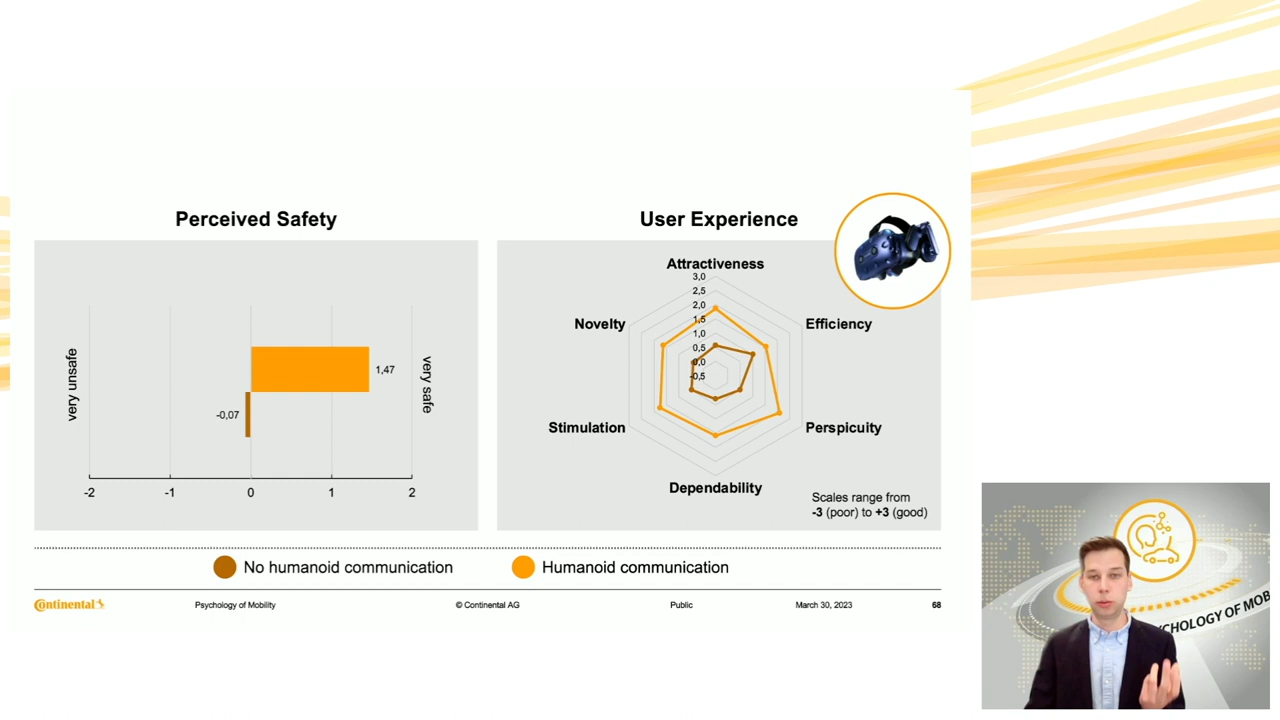 Perceived Safety
very unsafe
1,47
-0,07
very safe
-2 -1 0 1 2
User Experience
Attractiveness
3,0
2,5
2,0
1,5
1,0
0,5
0,0
-0,5
Novelty
Efficiency
Stimulation
Perspicuity
Dependability
Scales range from
-3 (poor) to +3 (good)
No humanoid communication
Humanoid communication
Continental
Psychology of Mobility
© Continental AG
Public
March 30, 2023
68
YCHOLOGY OF MOB